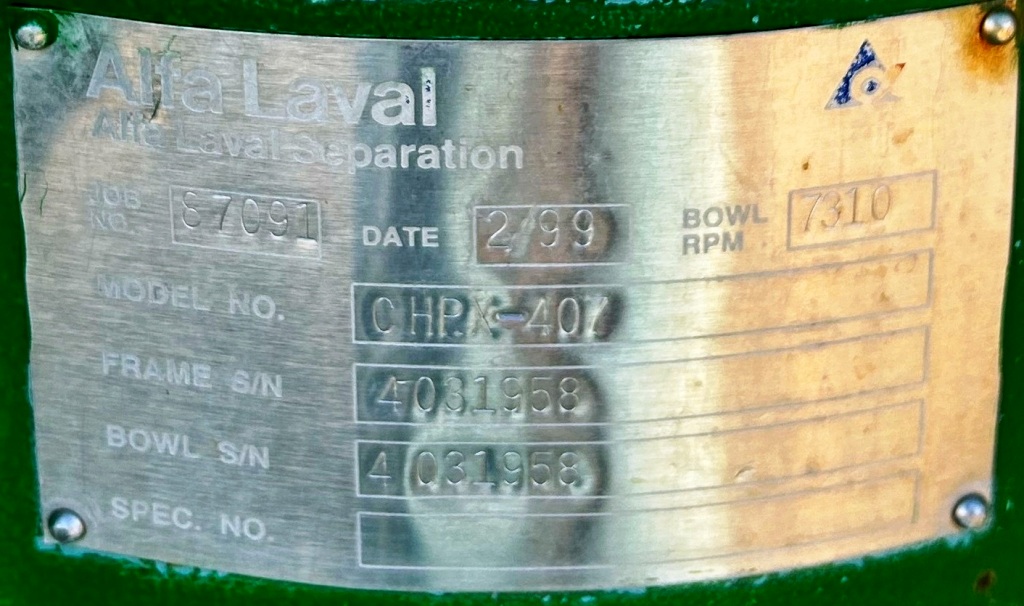 Alfa Laval
Alfa Laval Separation
JOB NO. 87091 DATE 2/99 BOWL RPM 7310
MODEL NO. CHPX-407
FRAME S/N 4031958
BOWL S/N 4031958
SPEC. NO.